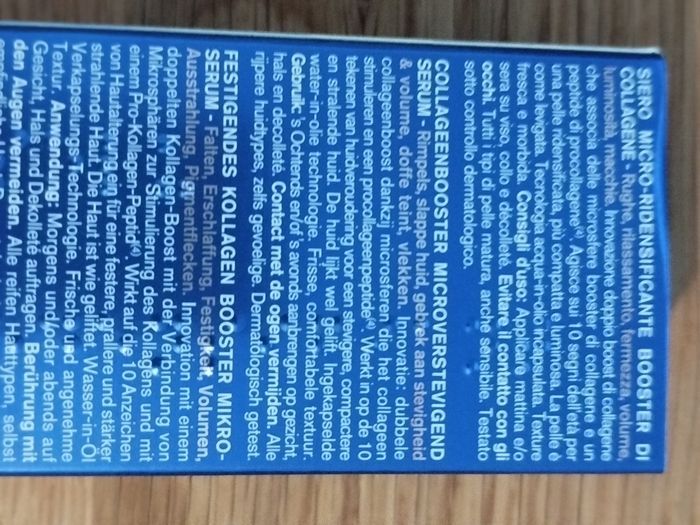 SIERO MICRO-RIDENSIFICANTE BOOSTER DI
COLLAGENE - Rughe, rilassamento, fermezza, volume,
luminosità, macchie. Innovazione: doppio boost di collagene
che associa delle microsfere booster di collagene e un
peptide di procollagene⁽⁴⁾. Agisce sui 10 segni dell'età per
una pelle ridensificata, più compatta e luminosa. La pelle è
come levigata. Tecnologia acqua-in-olio incapsulata. Texture
fresca e morbida. Consigli d'uso: Applicare mattina e/o
sera su viso, collo e décolleté. Evitare il contatto con gli
occhi. Tutti i tipi di pelle matura, anche sensibile. Testato
sotto controllo dermatologico.
COLLAGEENBOOSTER MICROVERSTEVIGEND
SERUM - Rimpels, slappe huid, gebrek aan stevigheid
& volume, doffe teint, vlekken. Innovatie: dubbele
collageenboost dankzij microsferen die het collageen
stimuleren en een procollageenpeptide⁽⁴⁾. Werkt in op de 10
tekenen van huidveroudering voor een stevigere, compactere
en stralende huid. De huid lijkt wel gelift. Ingekapselde
water-in-olie technologie. Frisse, comfortabele textuur.
Gebruik: 's Ochtends en/of 's avonds aanbrengen op gezicht,
hals en decolleté. Contact met de ogen vermijden. Alle
rijpere huidtypes, zelfs gevoelige. Dermatologisch getest.
FESTIGENDES KOLLAGEN BOOSTER MIKRO-
SERUM - Falten, Erschlaffung, Festigkeit, Volumen,
Ausstrahlung, Pigmentflecken. Innovation mit einem
doppelten Kollagen-Boost mit der Verbindung von
Mikrosphären zur Stimulierung des Kollagens und mit
einem Pro-Kollagen-Peptid⁽⁴⁾. Wirkt auf die 10 Anzeichen
von Hautalterungen für eine festere, prallere und stärker
strahlende Haut. Die Haut ist wie geliftet. Wasser-in-Öl
Verkapselungs-Technologie. Frische und angenehme
Textur. Anwendung: Morgens und/oder abends auf
Gesicht, Hals und Dekolleté auftragen. Berührung mit
den Augen vermeiden. Alle reifen Hauttypen, selbst